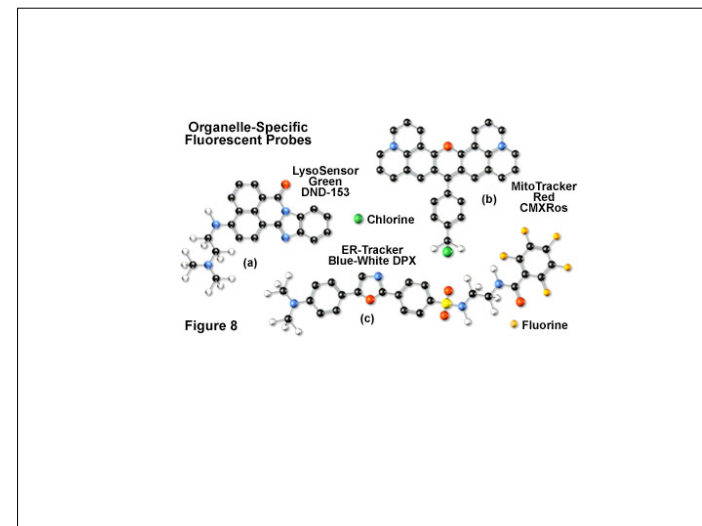 Organelle-Specific
Fluorescent Probes
LysoSensor
Green
DND-153
(a)
Chlorine
(b)
MitoTracker
Red
CMXRos
ER-Tracker
Blue-White DPX
(c)
Figure 8
Fluorine